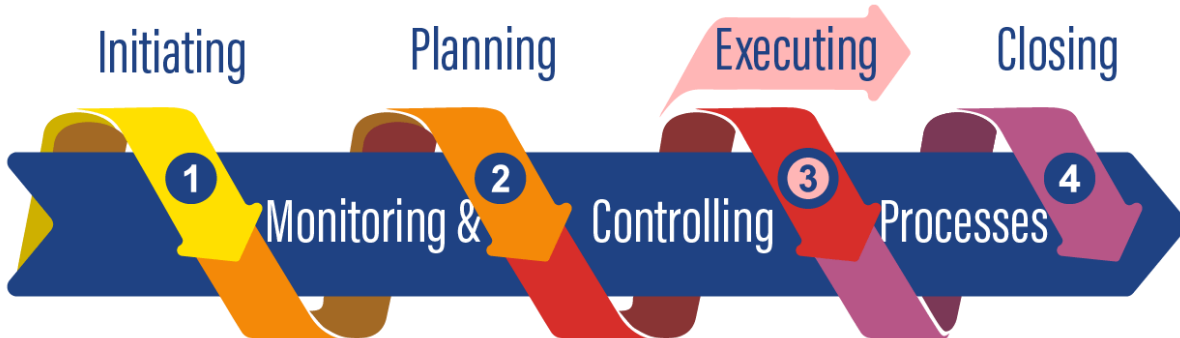 Initiating Planning Executing Closing
1 2 3 4
Monitoring & Controlling Processes